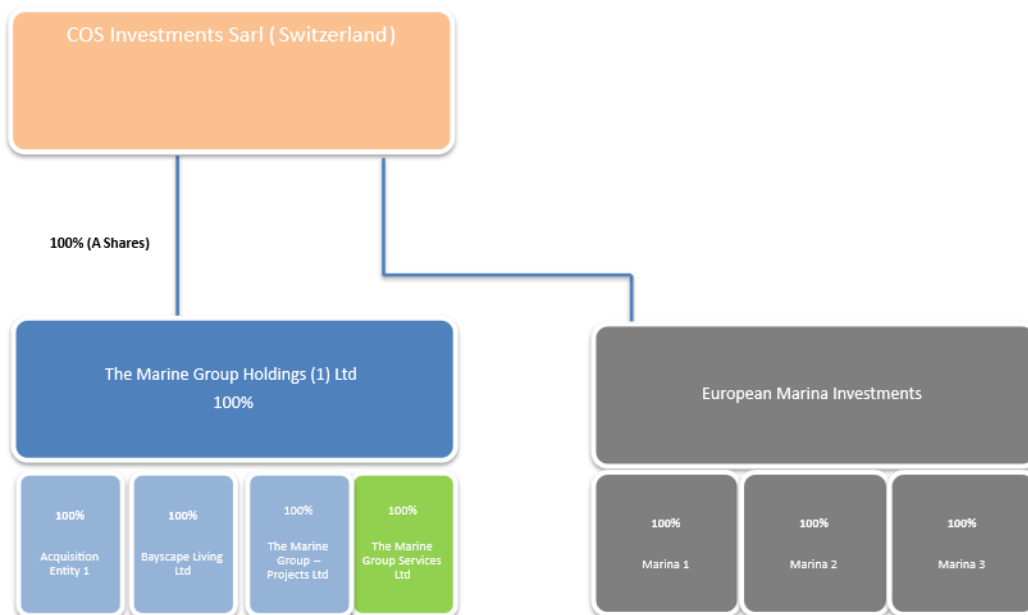 COS Investments Sarl ( Switzerland)
100% (A Shares)
The Marine Group Holdings (1) Ltd
100%
European Marina Investments
100%
Acquisition
Entity 1
100%
Bayscape Living
Ltd
100%
The Marine
Group –
Projects Ltd
100%
The Marine
Group Services
Ltd
100%
Marina 1
100%
Marina 2
100%
Marina 3